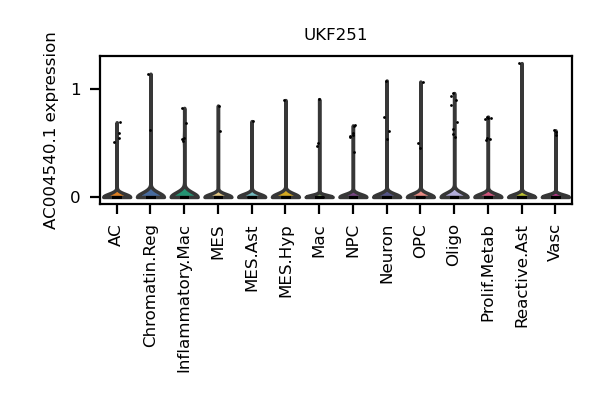 UKF251
AC004540.1 expression
1
0
AC
Chromatin.Reg
Inflammatory.Mac
MES
MES.Ast
MES.Hyp
Mac
NPC
Neuron
OPC
Oligo
Prolif.Metab
Reactive.Ast
Vasc